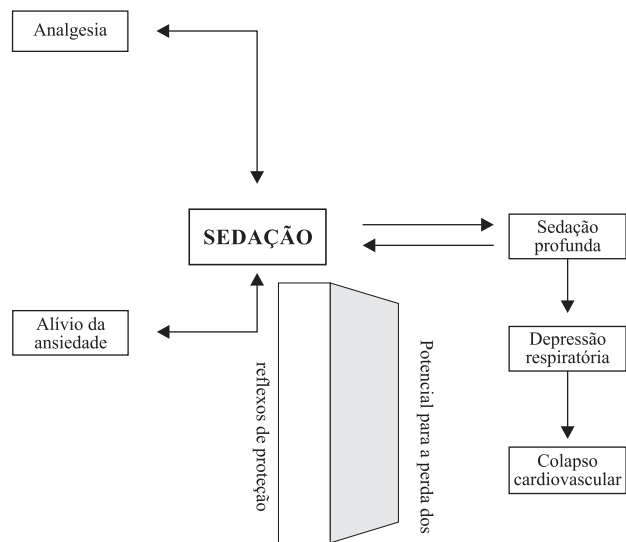 Analgesia
SEDAÇÃO
Sedação
profunda
Alívio da
ansiedade
Depressão
respiratória
Colapso
cardiovascular
Potencial para a perda dos
reflexos de proteção